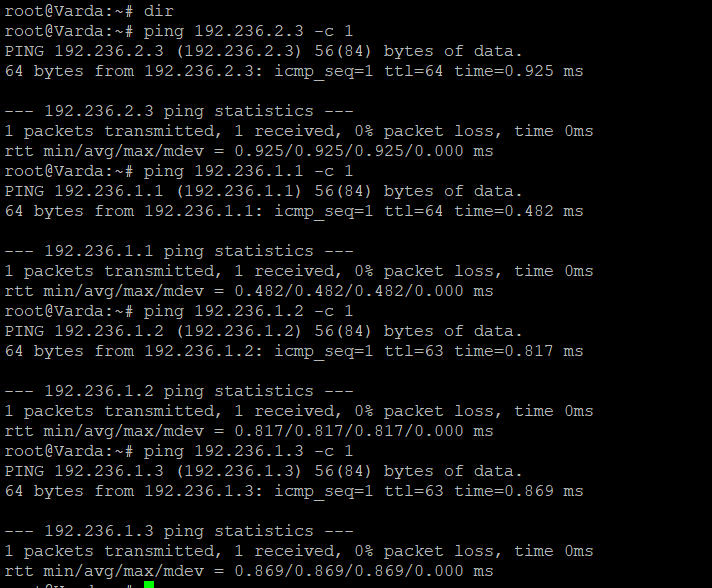 root@Varda:~# dir
root@Varda:~# ping 192.236.2.3 -c 1
PING 192.236.2.3 (192.236.2.3) 56(84) bytes of data.
64 bytes from 192.236.2.3: icmp_seq=1 ttl=64 time=0.925 ms
--- 192.236.2.3 ping statistics ---
1 packets transmitted, 1 received, 0% packet loss, time 0ms
rtt min/avg/max/mdev = 0.925/0.925/0.925/0.000 ms
root@Varda:~# ping 192.236.1.1 -c 1
PING 192.236.1.1 (192.236.1.1) 56(84) bytes of data.
64 bytes from 192.236.1.1: icmp_seq=1 ttl=64 time=0.482 ms
--- 192.236.1.1 ping statistics ---
1 packets transmitted, 1 received, 0% packet loss, time 0ms
rtt min/avg/max/mdev = 0.482/0.482/0.482/0.000 ms
root@Varda:~# ping 192.236.1.2 -c 1
PING 192.236.1.2 (192.236.1.2) 56(84) bytes of data.
64 bytes from 192.236.1.2: icmp_seq=1 ttl=63 time=0.817 ms
--- 192.236.1.2 ping statistics ---
1 packets transmitted, 1 received, 0% packet loss, time 0ms
rtt min/avg/max/mdev = 0.817/0.817/0.817/0.000 ms
root@Varda:~# ping 192.236.1.3 -c 1
PING 192.236.1.3 (192.236.1.3) 56(84) bytes of data.
64 bytes from 192.236.1.3: icmp_seq=1 ttl=63 time=0.869 ms
--- 192.236.1.3 ping statistics ---
1 packets transmitted, 1 received, 0% packet loss, time 0ms
rtt min/avg/max/mdev = 0.869/0.869/0.869/0.000 ms
root@Varda:~#